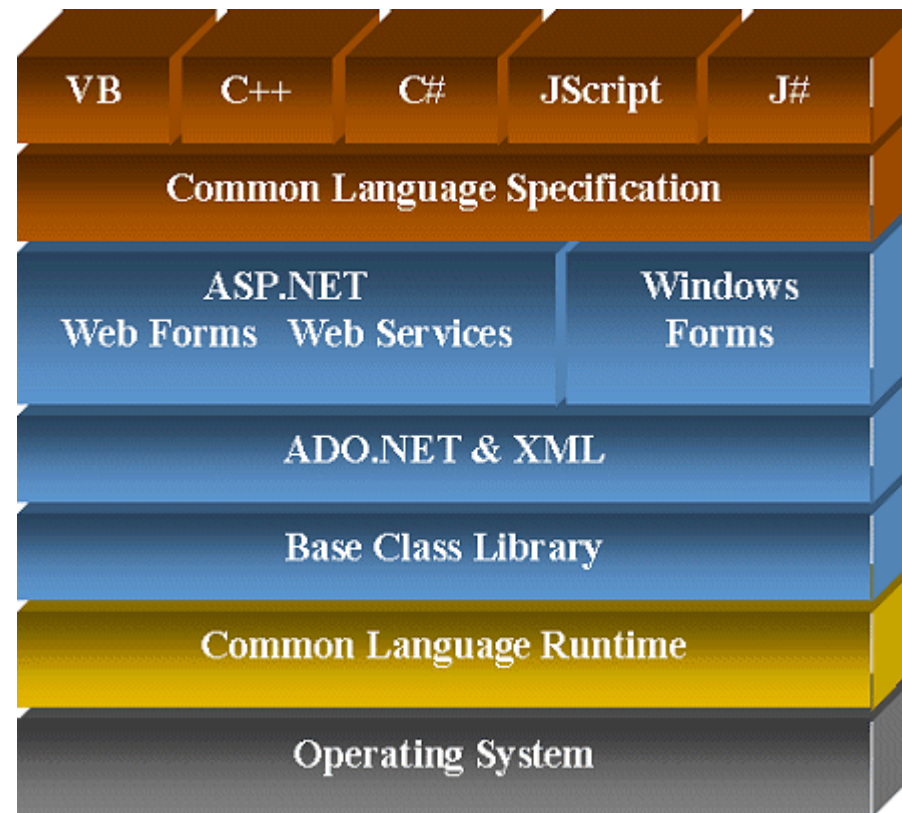 VB C++ C# JScript J#
Common Language Specification
ASP.NET Windows
Web Forms Web Services Forms
ADO.NET & XML
Base Class Library
Common Language Runtime
Operating System